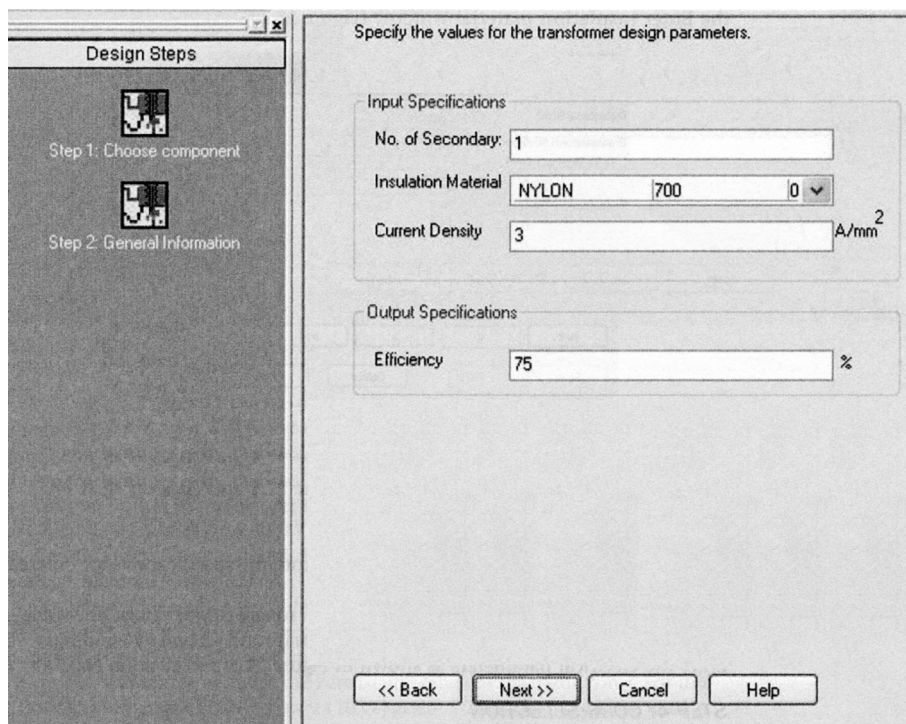 Design Steps
Step 1: Choose component
Step 2: General Information
Specify the values for the transformer design parameters.
Input Specifications
No. of Secondary: 1
Insulation Material NYLON 700 0
Current Density 3 A/mm2
Output Specifications
Efficiency 75 %
<< Back Next >> Cancel Help